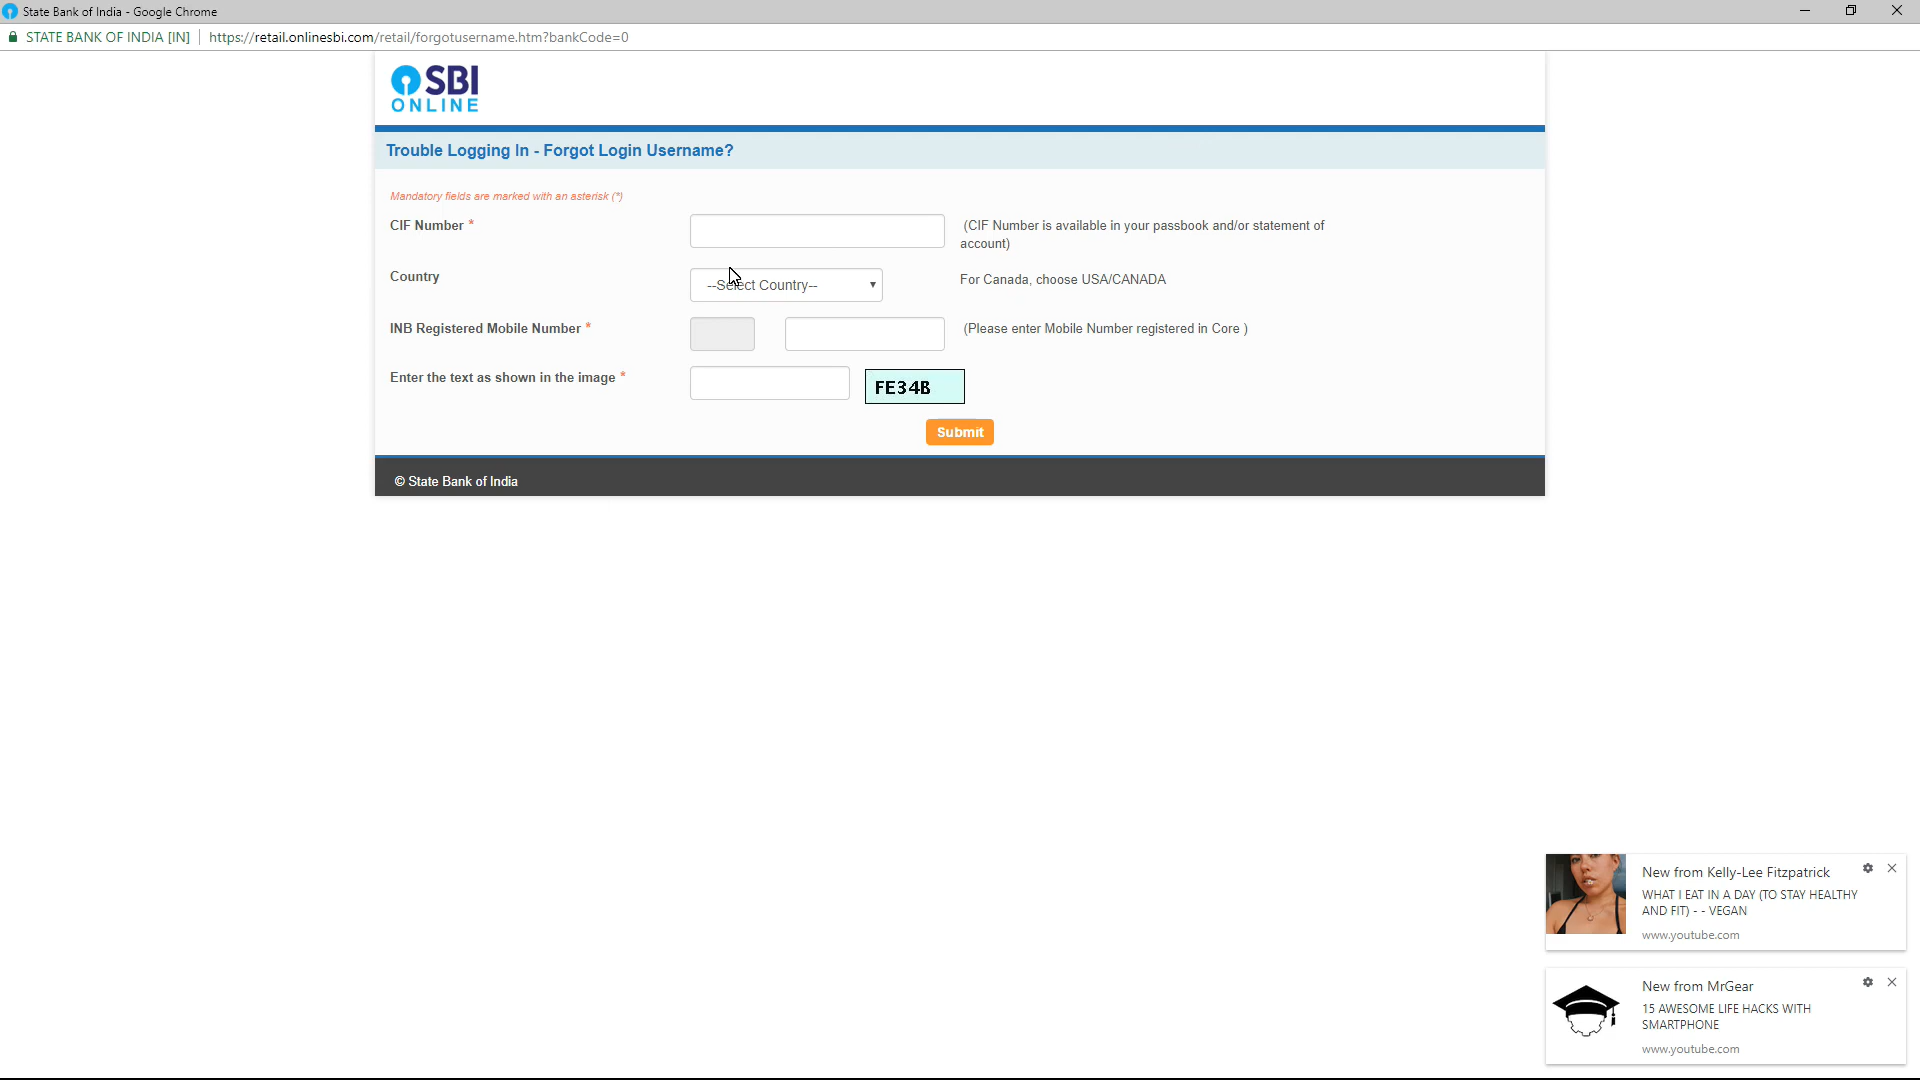 State Bank of India - Google Chrome
STATE BANK OF INDIA [IN] https://retail.onlinesbi.com/retail/forgotusername.htm?bankCode=0
SBI
ONLINE
Trouble Logging In - Forgot Login Username?
Mandatory fields are marked with an asterisk (*)
CIF Number * (CIF Number is available in your passbook and/or statement of
account)
Country --Select Country-- For Canada, choose USA/CANADA
INB Registered Mobile Number * (Please enter Mobile Number registered in Core )
Enter the text as shown in the image * FE34B
Submit
© State Bank of India
New from Kelly-Lee Fitzpatrick
WHAT I EAT IN A DAY (TO STAY HEALTHY
AND FIT) - - VEGAN
www.youtube.com
New from MrGear
15 AWESOME LIFE HACKS WITH
SMARTPHONE
www.youtube.com